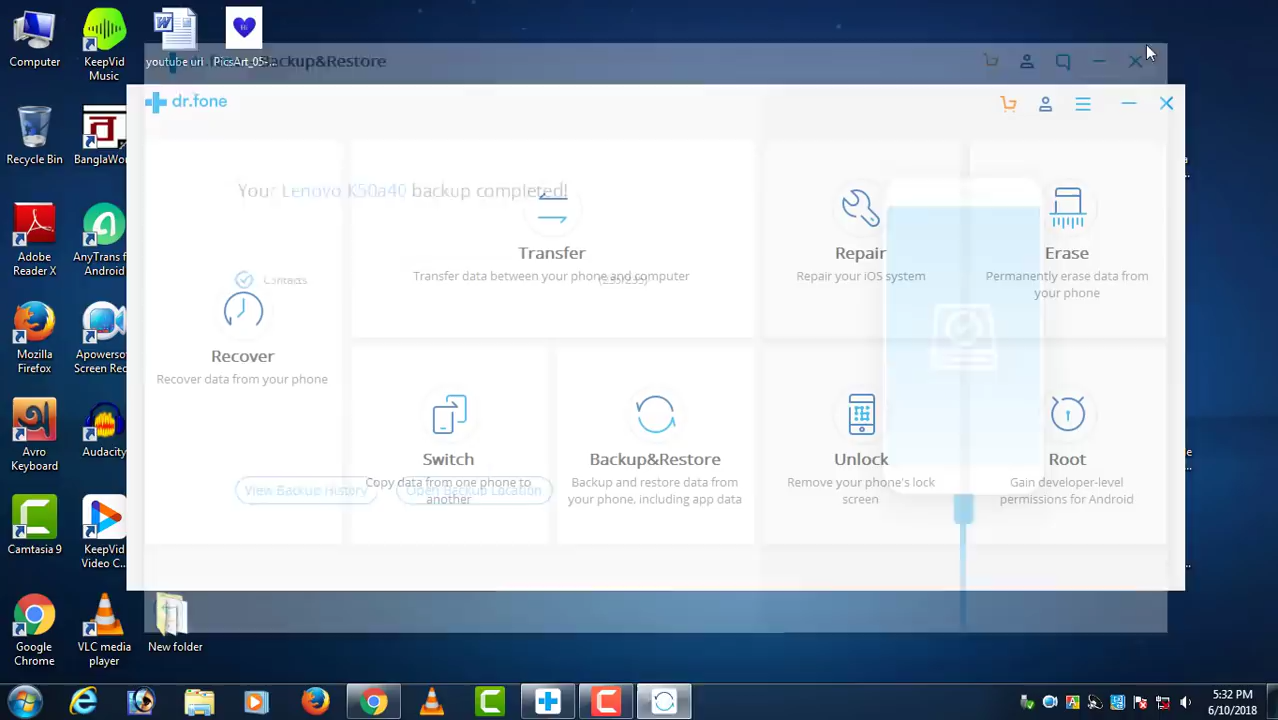 Computer
KeepVid
Music
youtube url
PicsArt_05-...
Recycle Bin
BanglaWo
Adobe
Reader X
AnyTrans f
Android
Mozilla
Firefox
Apowerso
Screen Rec
Avro
Keyboard
Audacity
Camtasia 9
KeepVid
Video C...
Google
Chrome
VLC media
player
New folder
Backup&Restore
dr.fone
Your Lenovo K50a40 backup completed!
Contacts
(255/255)
Recover
Recover data from your phone
Transfer
Transfer data between your phone and computer
Repair
Repair your iOS system
Erase
Permanently erase data from
your phone
Switch
Copy data from one phone to
another
Backup&Restore
Backup and restore data from
your phone, including app data
Unlock
Remove your phone's lock
screen
Root
Gain developer-level
permissions for Android
View Backup History
Open Backup Location
5:32 PM
6/10/2018